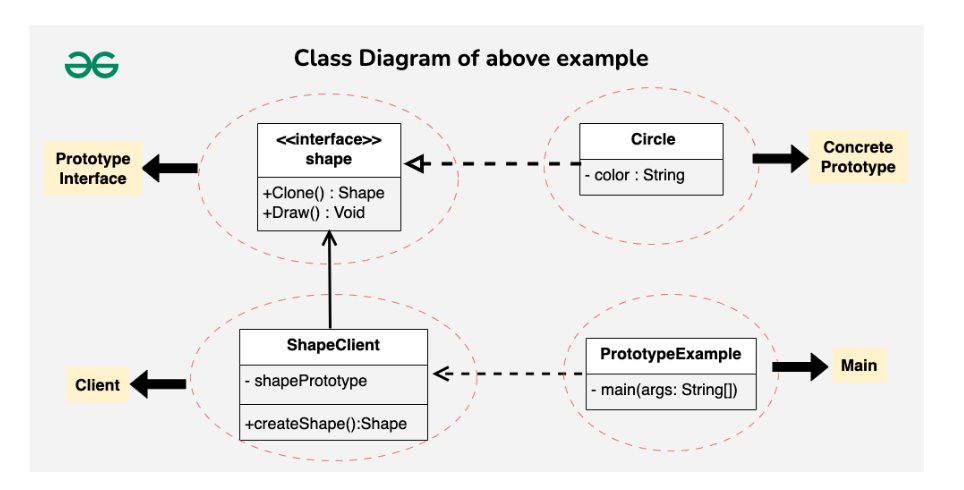 Class Diagram of above example
<<interface>>
shape
+Clone() : Shape
+Draw() : Void
Circle
- color : String
Prototype
Interface
Concrete
Prototype
ShapeClient
- shapePrototype
+createShape():Shape
PrototypeExample
- main(args: String[])
Client
Main